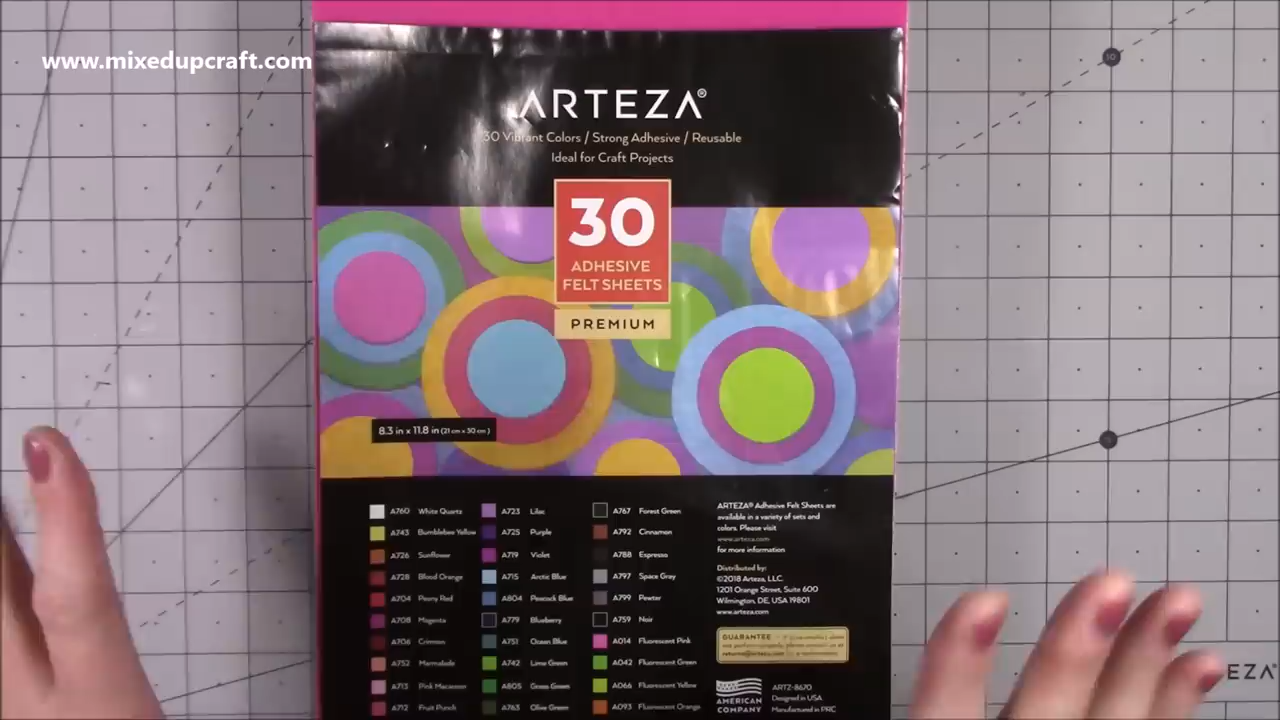 www.mixedupcraft.com
ARTEZA®
30 Vibrant Colors / Strong Adhesive / Reusable
Ideal for Craft Projects
30
ADHESIVE
FELT SHEETS
PREMIUM
8.3 in x 11.8 in (21 cm x 30 cm)
A760 White Quartz
A743 Bumblebee Yellow
A726 Sunflower
A728 Blood Orange
A704 Peony Red
A708 Magenta
A706 Crimson
A752 Marmalade
A713 Pink Macaroon
A712 Fruit Punch
A723 Lilac
A725 Purple
A719 Violet
A715 Arctic Blue
A804 Peacock Blue
A779 Blueberry
A751 Ocean Blue
A742 Lime Green
A805 Grass Green
A763 Olive Green
A767 Forest Green
A792 Cinnamon
A788 Espresso
A797 Space Gray
A799 Pewter
A759 Noir
A014 Fluorescent Pink
A042 Fluorescent Green
A066 Fluorescent Yellow
A093 Fluorescent Orange
ARTEZA® Adhesive Felt Sheets are
available in a variety of sets and
colors. Please visit
www.arteza.com
for more information
Distributed by:
©2018 Arteza, LLC.
1201 Orange Street, Suite 600
Wilmington, DE, USA 19801
www.arteza.com
GUARANTEE
returns@arteza.com
AMERICAN
COMPANY
ARTZ-8670
Designed in USA
Manufactured in PRC
10
EZA®